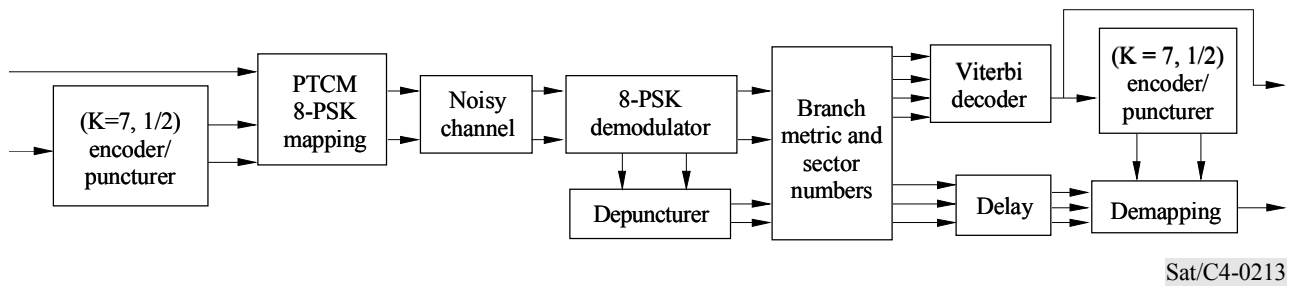 (K=7, 1/2)
encoder/
puncturer
PTCM
8-PSK
mapping
Noisy
channel
8-PSK
demodulator
Depuncturer
Branch
metric and
sector
numbers
Viterbi
decoder
Delay
(K = 7, 1/2)
encoder/
puncturer
Demapping
Sat/C4-0213